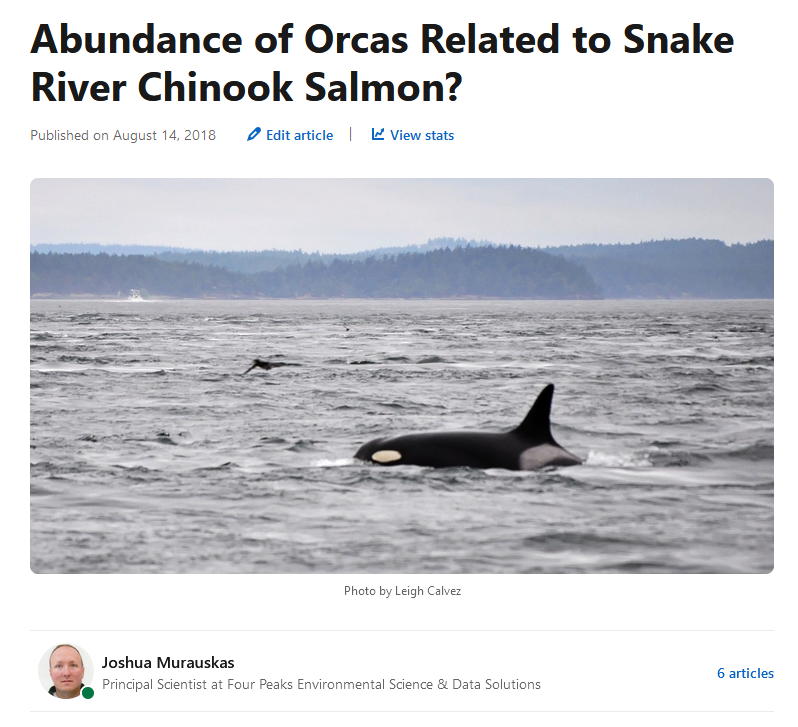 Abundance of Orcas Related to Snake
River Chinook Salmon?
Published on August 14, 2018 Edit article | View stats
Photo by Leigh Calvez
Joshua Murauskas
Principal Scientist at Four Peaks Environmental Science & Data Solutions
6 articles